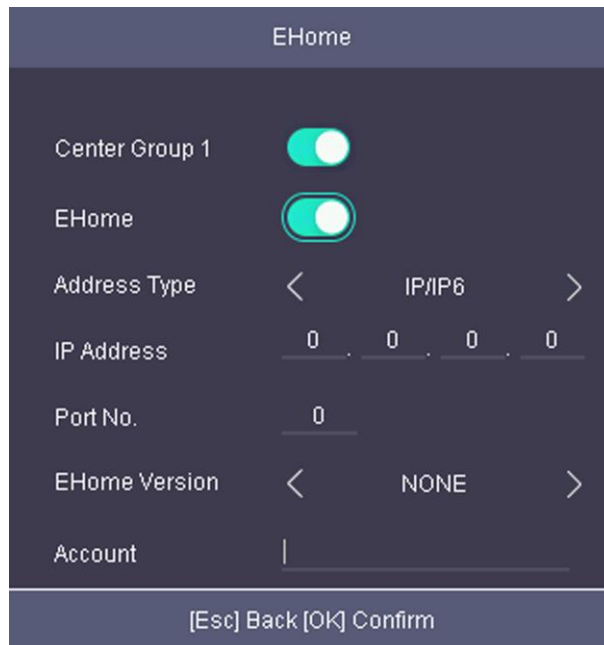 EHome
Center Group 1
EHome
Address Type < IP/IP6 >
IP Address 0 . 0 . 0 . 0
Port No. 0
EHome Version < NONE >
Account
[Esc] Back [OK] Confirm